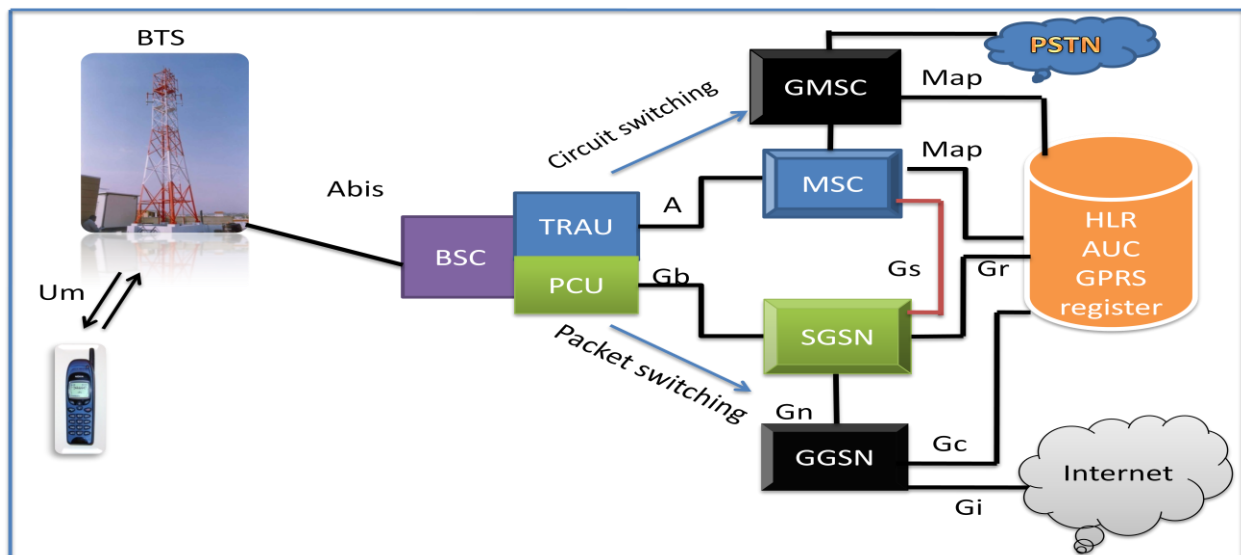 BTS
PSTN
GMSC
Map
Circuit switching
Map
MSC
Abis
A
TRAU
HLR
AUC
GPRS
register
BSC
Gs
Gr
PCU
Gb
Um
SGSN
Packet switching
Gn
GGSN
Gc
Internet
Gi